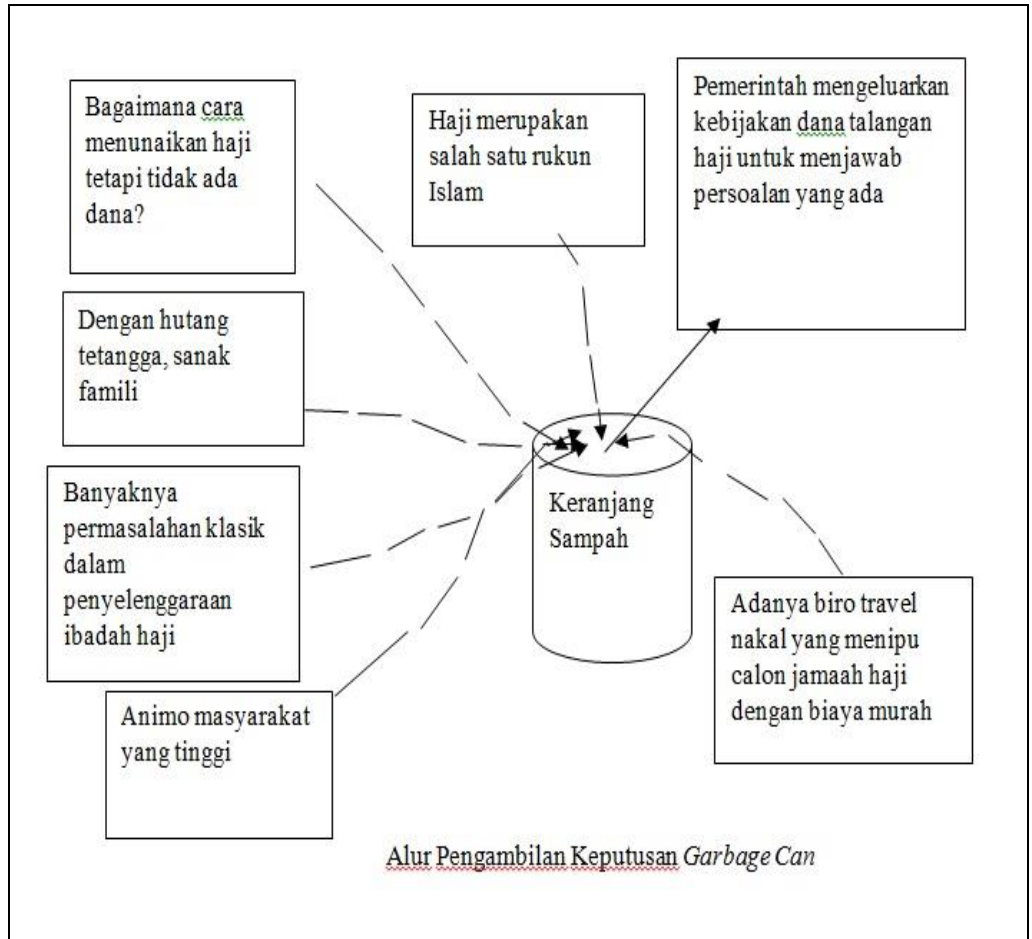 Bagaimana cara
menunaikan haji
tetapi tidak ada
dana?
Haji merupakan
salah satu rukun
Islam
Pemerintah mengeluarkan
kebijakan dana talangan
haji untuk menjawab
persoalan yang ada
Dengan hutang
tetangga, sanak
famili
Banyaknya
permasalahan klasik
dalam
penyelenggaraan
ibadah haji
Keranjang
Sampah
Animo masyarakat
yang tinggi
Adanya biro travel
nakal yang menipu
calon jamaah haji
dengan biaya murah
Alur Pengambilan Keputusan Garbage Can